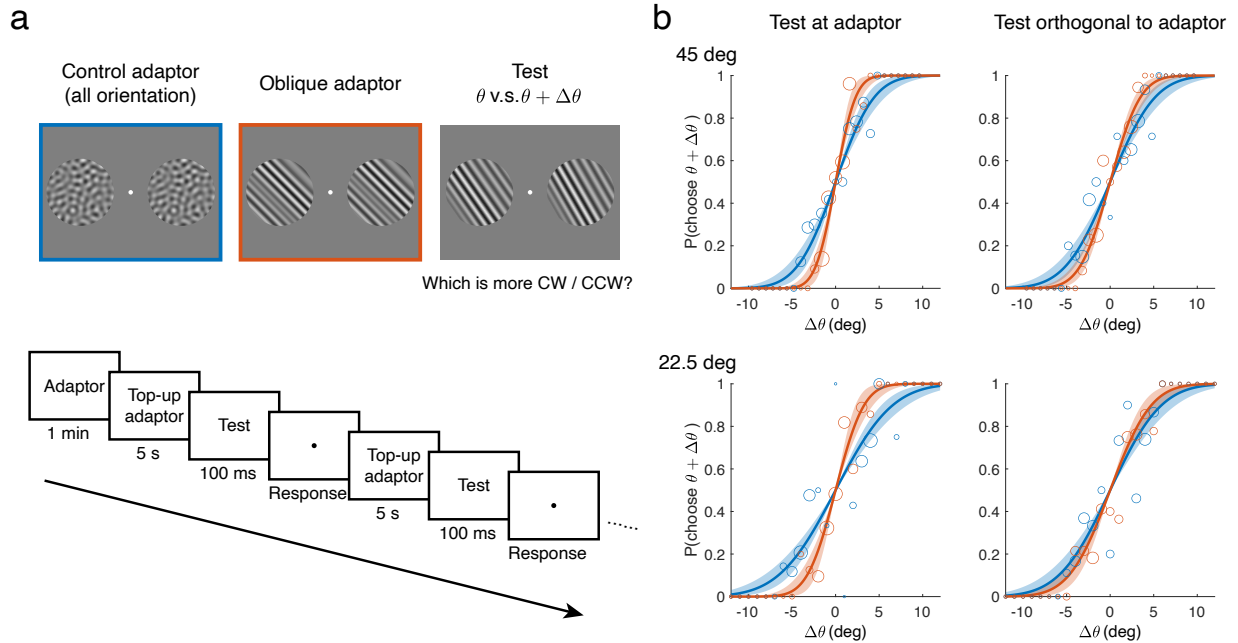 a
Control adaptor
(all orientation)
Oblique adaptor
Test
θ v.s.θ + Δθ
Which is more CW / CCW?
Adaptor
1 min
Top-up
adaptor
5 s
Test
100 ms
Response
Top-up
adaptor
5 s
Test
100 ms
Response
b
Test at adaptor
Test orthogonal to adaptor
45 deg
P(choose θ + Δθ)
1
0.8
0.6
0.4
0.2
0
-10 -5 0 5 10
Δθ (deg)
1
0.8
0.6
0.4
0.2
0
-10 -5 0 5 10
Δθ (deg)
22.5 deg
P(choose θ + Δθ)
1
0.8
0.6
0.4
0.2
0
-10 -5 0 5 10
Δθ (deg)
1
0.8
0.6
0.4
0.2
0
-10 -5 0 5 10
Δθ (deg)